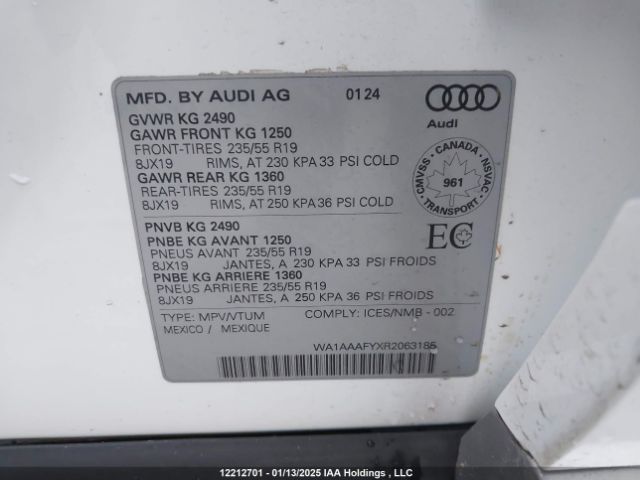 MFD. BY AUDI AG 0124
Audi
GVWR KG 2490
GAWR FRONT KG 1250
FRONT-TIRES 235/55 R19
8JX19 RIMS, AT 230 KPA 33 PSI COLD
GAWR REAR KG 1360
REAR-TIRES 235/55 R19
8JX19 RIMS, AT 250 KPA 36 PSI COLD
CMVSS - CANADA - NSVAC
961
TRANSPORT
PNVB KG 2490
PNBE KG AVANT 1250
PNEUS AVANT 235/55 R19
8JX19 JANTES, A 230 KPA 33 PSI FROIDS
PNBE KG ARRIERE 1360
PNEUS ARRIERE 235/55 R19
8JX19 JANTES, A 250 KPA 36 PSI FROIDS
EC
TYPE: MPV/VTUM COMPLY: ICES/NMB - 002
MEXICO / MEXIQUE
WA1AAAFYXR2063185
12212701 - 01/13/2025 IAA Holdings , LLC